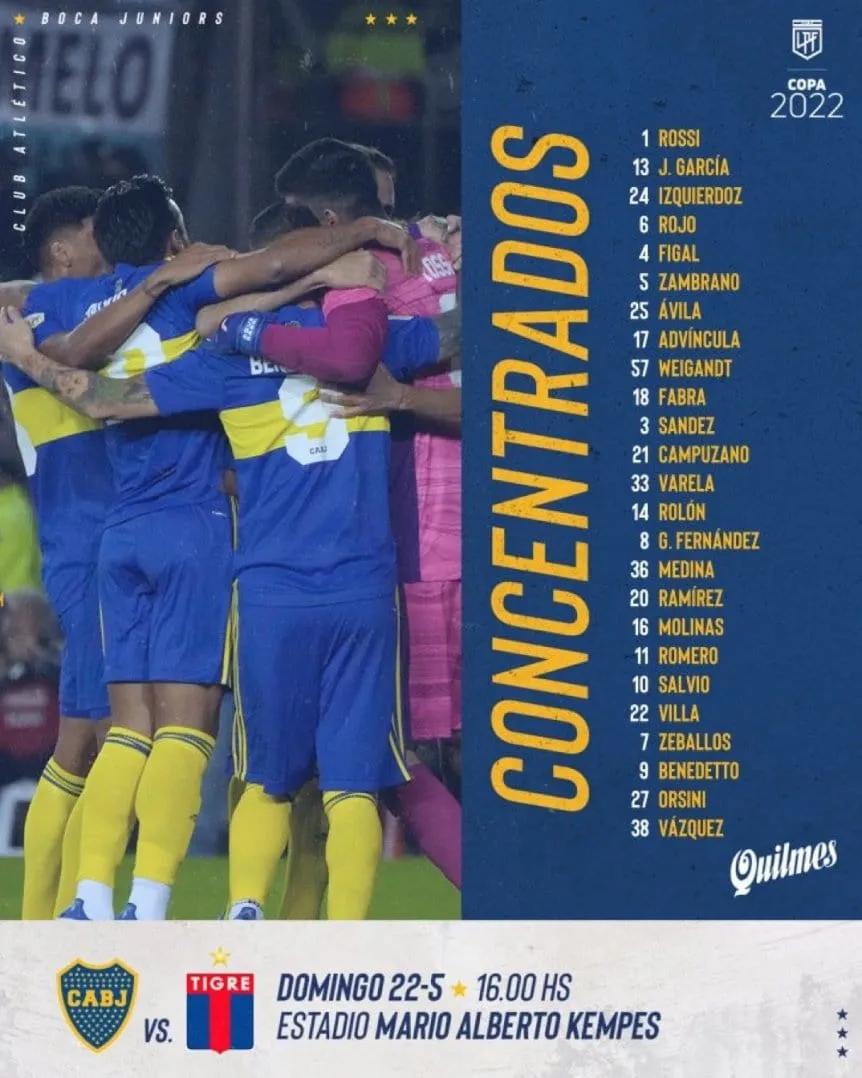 BOCA JUNIORS
CLUB ATLÉTICO
MELO
LPF
COPA
2022
CONCENTRADOS
1 ROSSI
13 J. GARCÍA
24 IZQUIERDOZ
6 ROJO
4 FIGAL
5 ZAMBRANO
25 ÁVILA
17 ADVÍNCULA
57 WEIGANDT
18 FABRA
3 SANDEZ
21 CAMPUZANO
33 VARELA
14 ROLÓN
8 G. FERNÁNDEZ
36 MEDINA
20 RAMÍREZ
16 MOLINAS
11 ROMERO
10 SALVIO
22 VILLA
7 ZEBALLOS
9 BENEDETTO
27 ORSINI
38 VÁZQUEZ
Quilmes
9
CABJ
CABJ
VS.
TIGRE
DOMINGO 22-5 ★ 16.00 HS
ESTADIO MARIO ALBERTO KEMPES